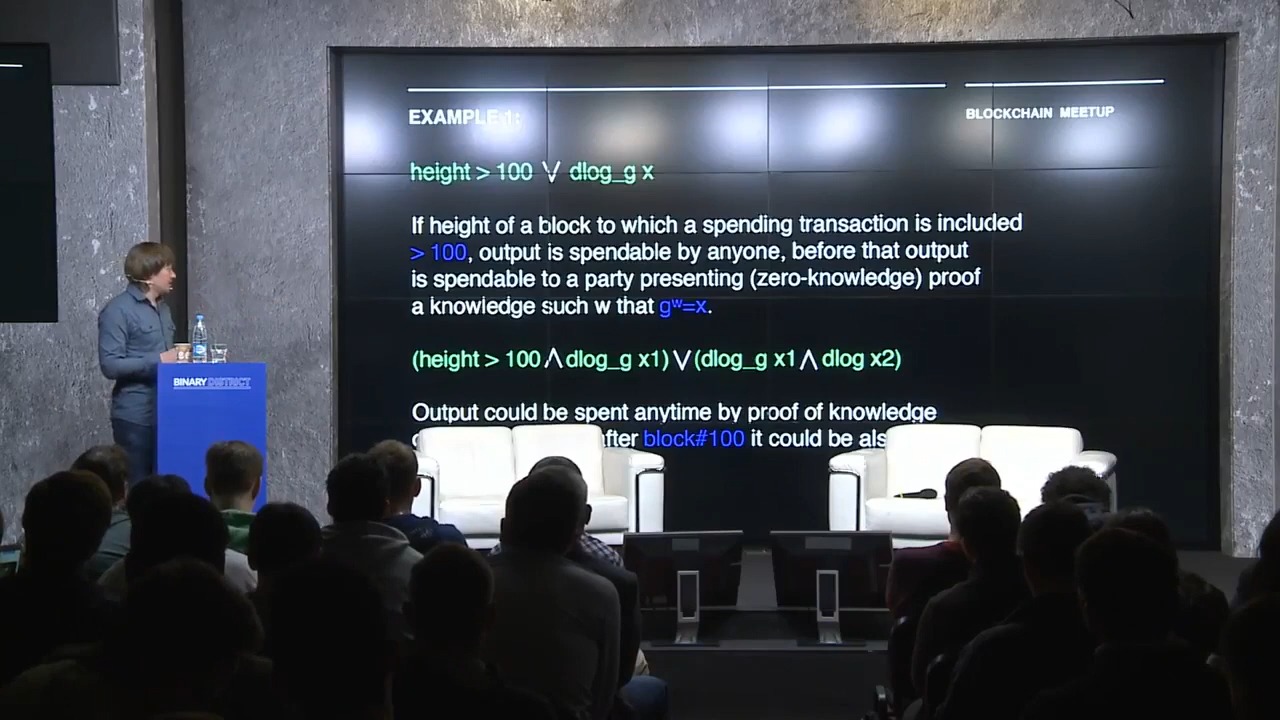 EXAMPLE 1:
BLOCKCHAIN MEETUP
height > 100 ⋁ dlog_g x
If height of a block to which a spending transaction is included
> 100, output is spendable by anyone, before that output
is spendable to a party presenting (zero-knowledge) proof
a knowledge such w that gʷ=x.
(height > 100 ⋀ dlog_g x1) ⋁ (dlog_g x1 ⋀ dlog x2)
Output could be spent anytime by proof of knowledge
after block#100 it could be
BINARY DISTRICT